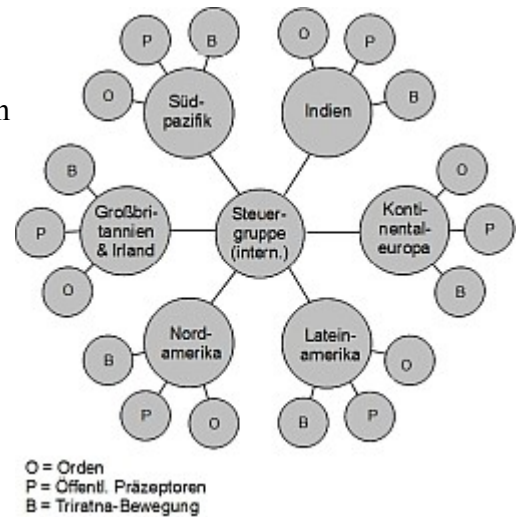 P
B
O
Süd-
pazifik
O
P
B
Indien
n
B
P
O
Großbri-
tannien
& Irland
Steuer-
gruppe
(intern.)
Konti-
nental-
europa
O
P
B
Nord-
amerika
B
P
O
Latein-
amerika
O
P
B
O = Orden
P = Öffentl. Präzeptoren
B = Triratna-Bewegung